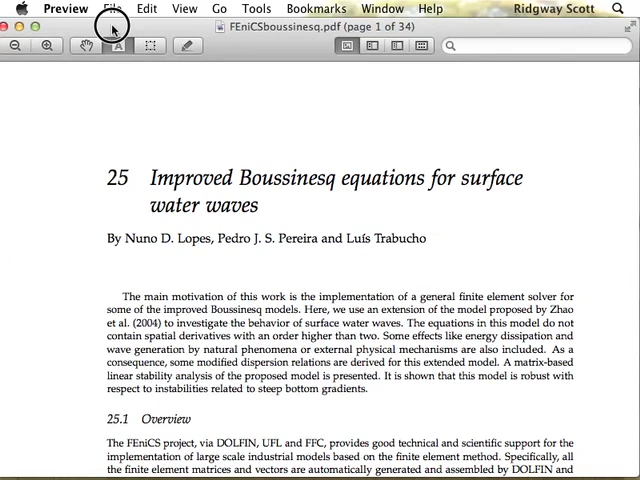 Preview File Edit View Go Tools Bookmarks Window Help Ridgway Scott
FEniCSboussinesq.pdf (page 1 of 34)
A
25 Improved Boussinesq equations for surface
water waves
By Nuno D. Lopes, Pedro J. S. Pereira and Luís Trabucho
The main motivation of this work is the implementation of a general finite element solver for
some of the improved Boussinesq models. Here, we use an extension of the model proposed by Zhao
et al. (2004) to investigate the behavior of surface water waves. The equations in this model do not
contain spatial derivatives with an order higher than two. Some effects like energy dissipation and
wave generation by natural phenomena or external physical mechanisms are also included. As a
consequence, some modified dispersion relations are derived for this extended model. A matrix-based
linear stability analysis of the proposed model is presented. It is shown that this model is robust with
respect to instabilities related to steep bottom gradients.
25.1 Overview
The FEniCS project, via DOLFIN, UFL and FFC, provides good technical and scientific support for the
implementation of large scale industrial models based on the finite element method. Specifically, all
the finite element matrices and vectors are automatically generated and assembled by DOLFIN and